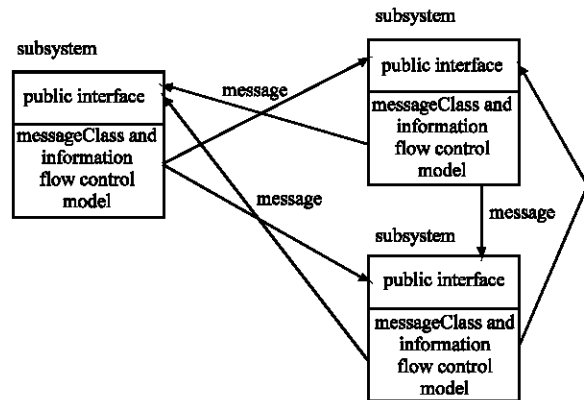 subsystem
public interface
messageClass and
information
flow control
model
message
message
subsystem
public interface
messageClass and
information
flow control
model
message
subsystem
public interface
messageClass and
information
flow control
model